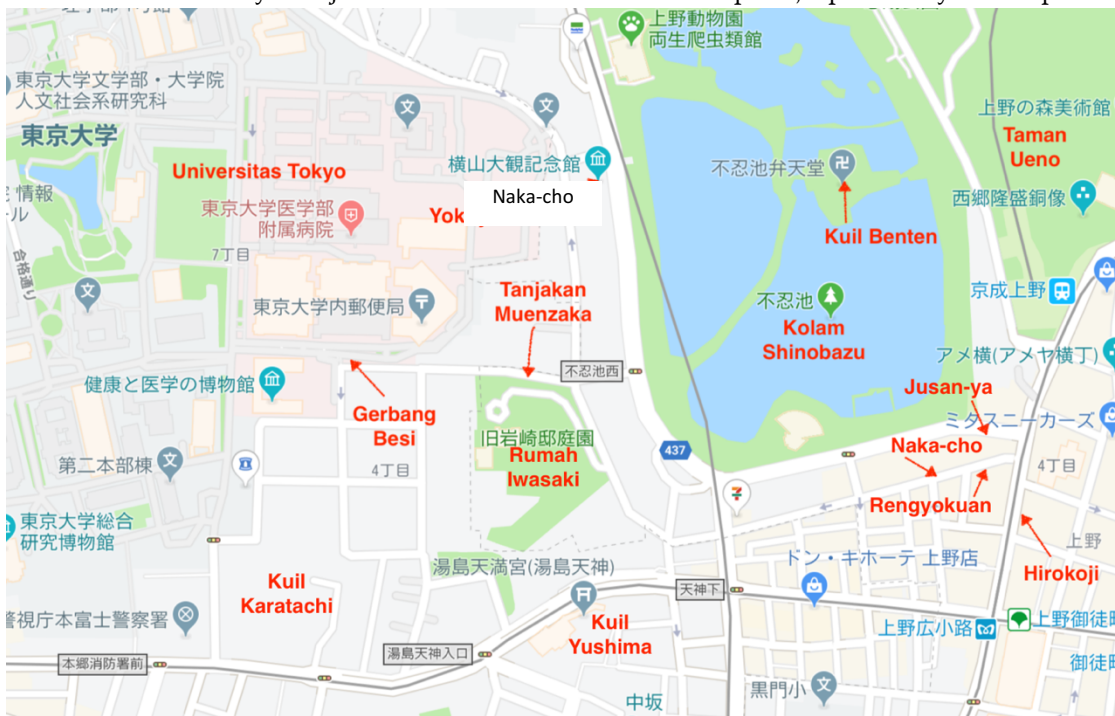 上野動物園
両生爬虫類館
東京大学文学部・大学院
人文社会系研究科
東京大学
Universitas Tokyo
横山大観記念館
Naka-cho
東京大学医学部
附属病院
7丁目
合格通り
不忍池弁天堂
Kuil Benten
上野の森美術館
Taman
Ueno
西郷隆盛銅像
京成上野
不忍池
Kolam
Shinobazu
東京大学内郵便局
Tanjakan
Muenzaka
不忍池西
アメ横(アメヤ横丁)
健康と医学の博物館
Gerbang
Besi
旧岩崎邸庭園
Rumah
Iwasaki
Jusan-ya
ミタスニーカーズ
Naka-cho
437
4丁目
4丁目
第二本部棟
Rengyokuan
東京大学総合
研究博物館
上野
Hirokoji
ドン・キホーテ 上野店
湯島天満宮(湯島天神)
天神下
Kuil
Karatachi
警視庁本富士警察署
Kuil
Yushima
上野広小路
上野御徒町
湯島天神入口
本郷消防署前
御徒町
中坂
黒門小